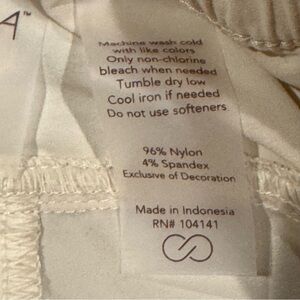 A™
Machine wash cold
with like colors
Only non-chlorine
bleach when needed
Tumble dry low
Cool iron if needed
Do not use softeners
96% Nylon
4% Spandex
Exclusive of Decoration
Made in Indonesia
RN# 104141